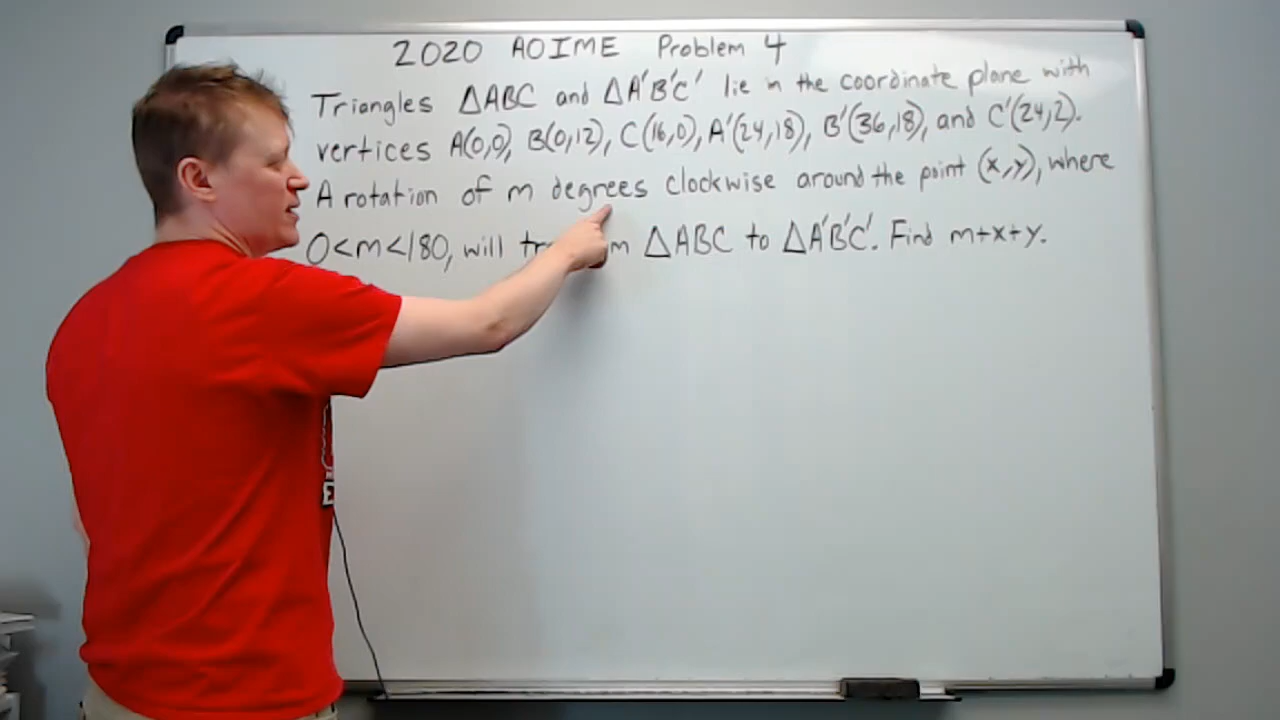 2020 AOIME Problem 4
Triangles △ABC and △A'B'C' lie in the coordinate plane with
vertices A(0,0), B(0,12), C(16,0), A'(24,18), B'(36,18), and C'(24,2).
A rotation of m degrees clockwise around the point (x,y), where
0<m<180, will △ABC to △A'B'C'. Find m+x+y.